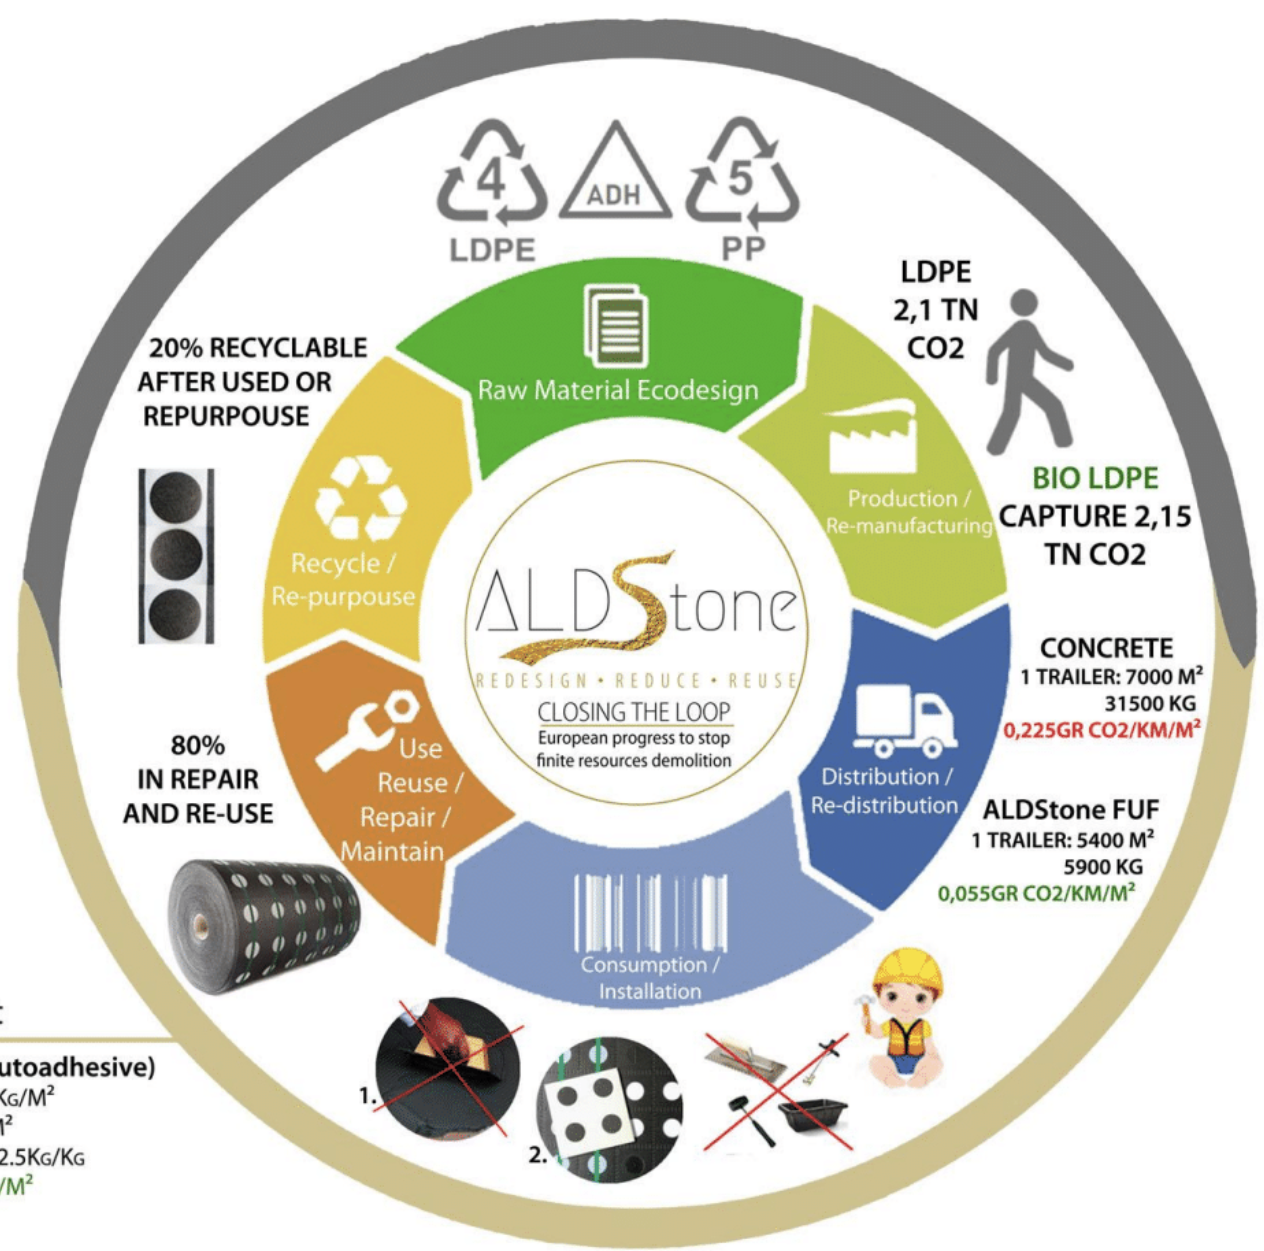 4
LDPE
ADH
5
PP
Raw Material Ecodesign
LDPE
2,1 TN
CO2
Production /
Re-manufacturing
BIO LDPE
CAPTURE 2,15
TN CO2
CONCRETE
1 TRAILER: 7000 M²
31500 KG
0,225GR CO2/KM/M²
Distribution /
Re-distribution
ALDStone FUF
1 TRAILER: 5400 M²
5900 KG
0,055GR CO2/KM/M²
Consumption /
Installation
1.
2.
Use
Reuse /
Repair /
Maintain
80%
IN REPAIR
AND RE-USE
Recycle /
Re-purpouse
20% RECYCLABLE
AFTER USED OR
REPURPOUSE
ALDStone
REDESIGN • REDUCE • REUSE
CLOSING THE LOOP
European progress to stop
finite resources demolition
utoadhesive)
KG/M²
2.5KG/KG
/M²